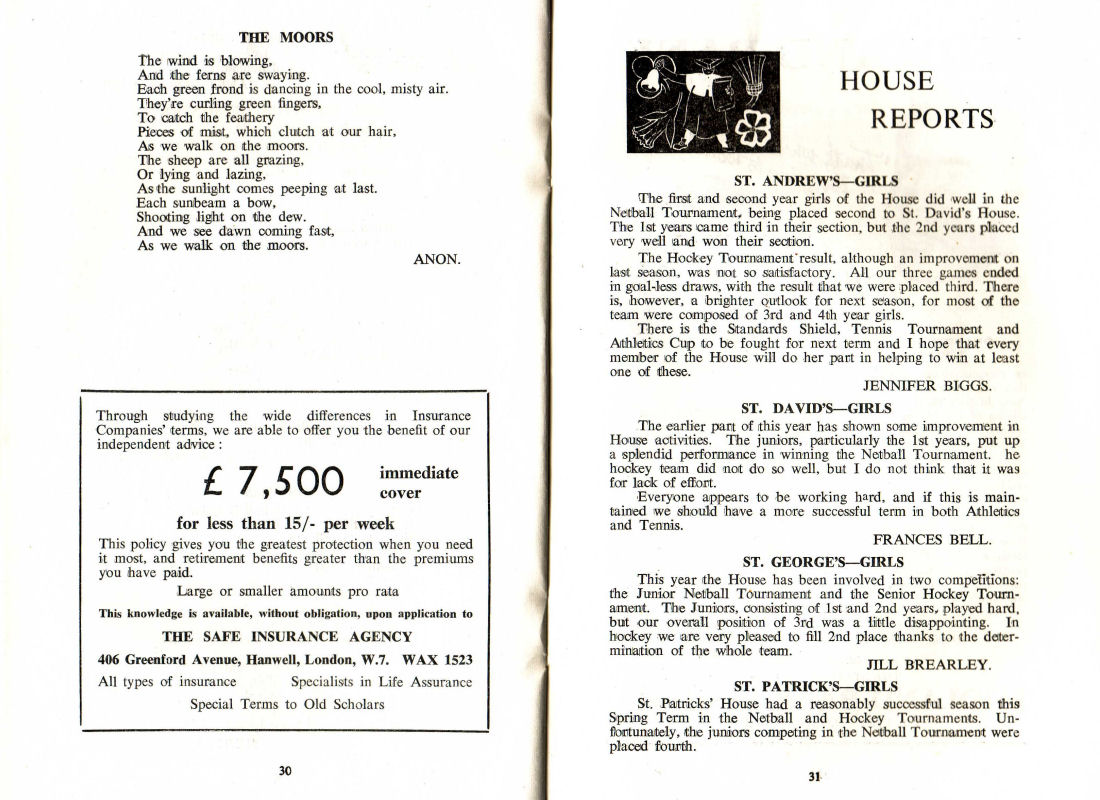 THE MOORS
The wind is blowing,
And the ferns are swaying.
Each green frond is dancing in the cool, misty air.
They're curling green fingers,
To catch the feathery
Pieces of mist, which clutch at our hair,
As we walk on the moors.
The sheep are all grazing,
Or lying and lazing,
As the sunlight comes peeping at last.
Each sunbeam a bow,
Shooting light on the dew.
And we see dawn coming fast,
As we walk on the moors.
ANON.
Through studying the wide differences in Insurance
Companies' terms, we are able to offer you the benefit of our
independent advice :
£ 7,500 immediate
cover
for less than 15/- per week
This policy gives you the greatest protection when you need
it most, and retirement benefits greater than the premiums
you have paid.
Large or smaller amounts pro rata
This knowledge is available, without obligation, upon application to
THE SAFE INSURANCE AGENCY
406 Greenford Avenue, Hanwell, London, W.7. WAX 1523
All types of insurance Specialists in Life Assurance
Special Terms to Old Scholars
30
HOUSE
REPORTS
ST. ANDREW'S—GIRLS
The first and second year girls of the House did well in the
Netball Tournament, being placed second to St. David's House.
The 1st years came third in their section, but the 2nd years placed
very well and won their section.
The Hockey Tournament result, although an improvement on
last season, was not so satisfactory. All our three games ended
in goal-less draws, with the result that we were placed third. There
is, however, a brighter outlook for next season, for most of the
team were composed of 3rd and 4th year girls.
There is the Standards Shield, Tennis Tournament and
Athletics Cup to be fought for next term and I hope that every
member of the House will do her part in helping to win at least
one of these.
JENNIFER BIGGS.
ST. DAVID'S—GIRLS
The earlier part of this year has shown some improvement in
House activities. The juniors, particularly the 1st years, put up
a splendid performance in winning the Netball Tournament. he
hockey team did not do so well, but I do not think that it was
for lack of effort.
Everyone appears to be working hard, and if this is main-
tained we should have a more successful term in both Athletics
and Tennis.
FRANCES BELL.
ST. GEORGE'S—GIRLS
This year the House has been involved in two competitions:
the Junior Netball Tournament and the Senior Hockey Tourn-
ament. The Juniors, consisting of 1st and 2nd years, played hard,
but our overall position of 3rd was a little disappointing. In
hockey we are very pleased to fill 2nd place thanks to the deter-
mination of the whole team.
JILL BREARLEY.
ST. PATRICK'S—GIRLS
St. Patricks' House had a reasonably successful season this
Spring Term in the Netball and Hockey Tournaments. Un-
fortunately, the juniors competing in the Netball Tournament were
placed fourth.
31